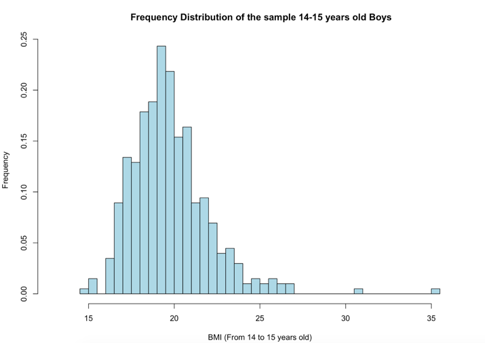 Frequency Distribution of the sample 14-15 years old Boys
Frequency
0.25
0.20
0.15
0.10
0.05
0.00
15 20 25 30 35
BMI (From 14 to 15 years old)